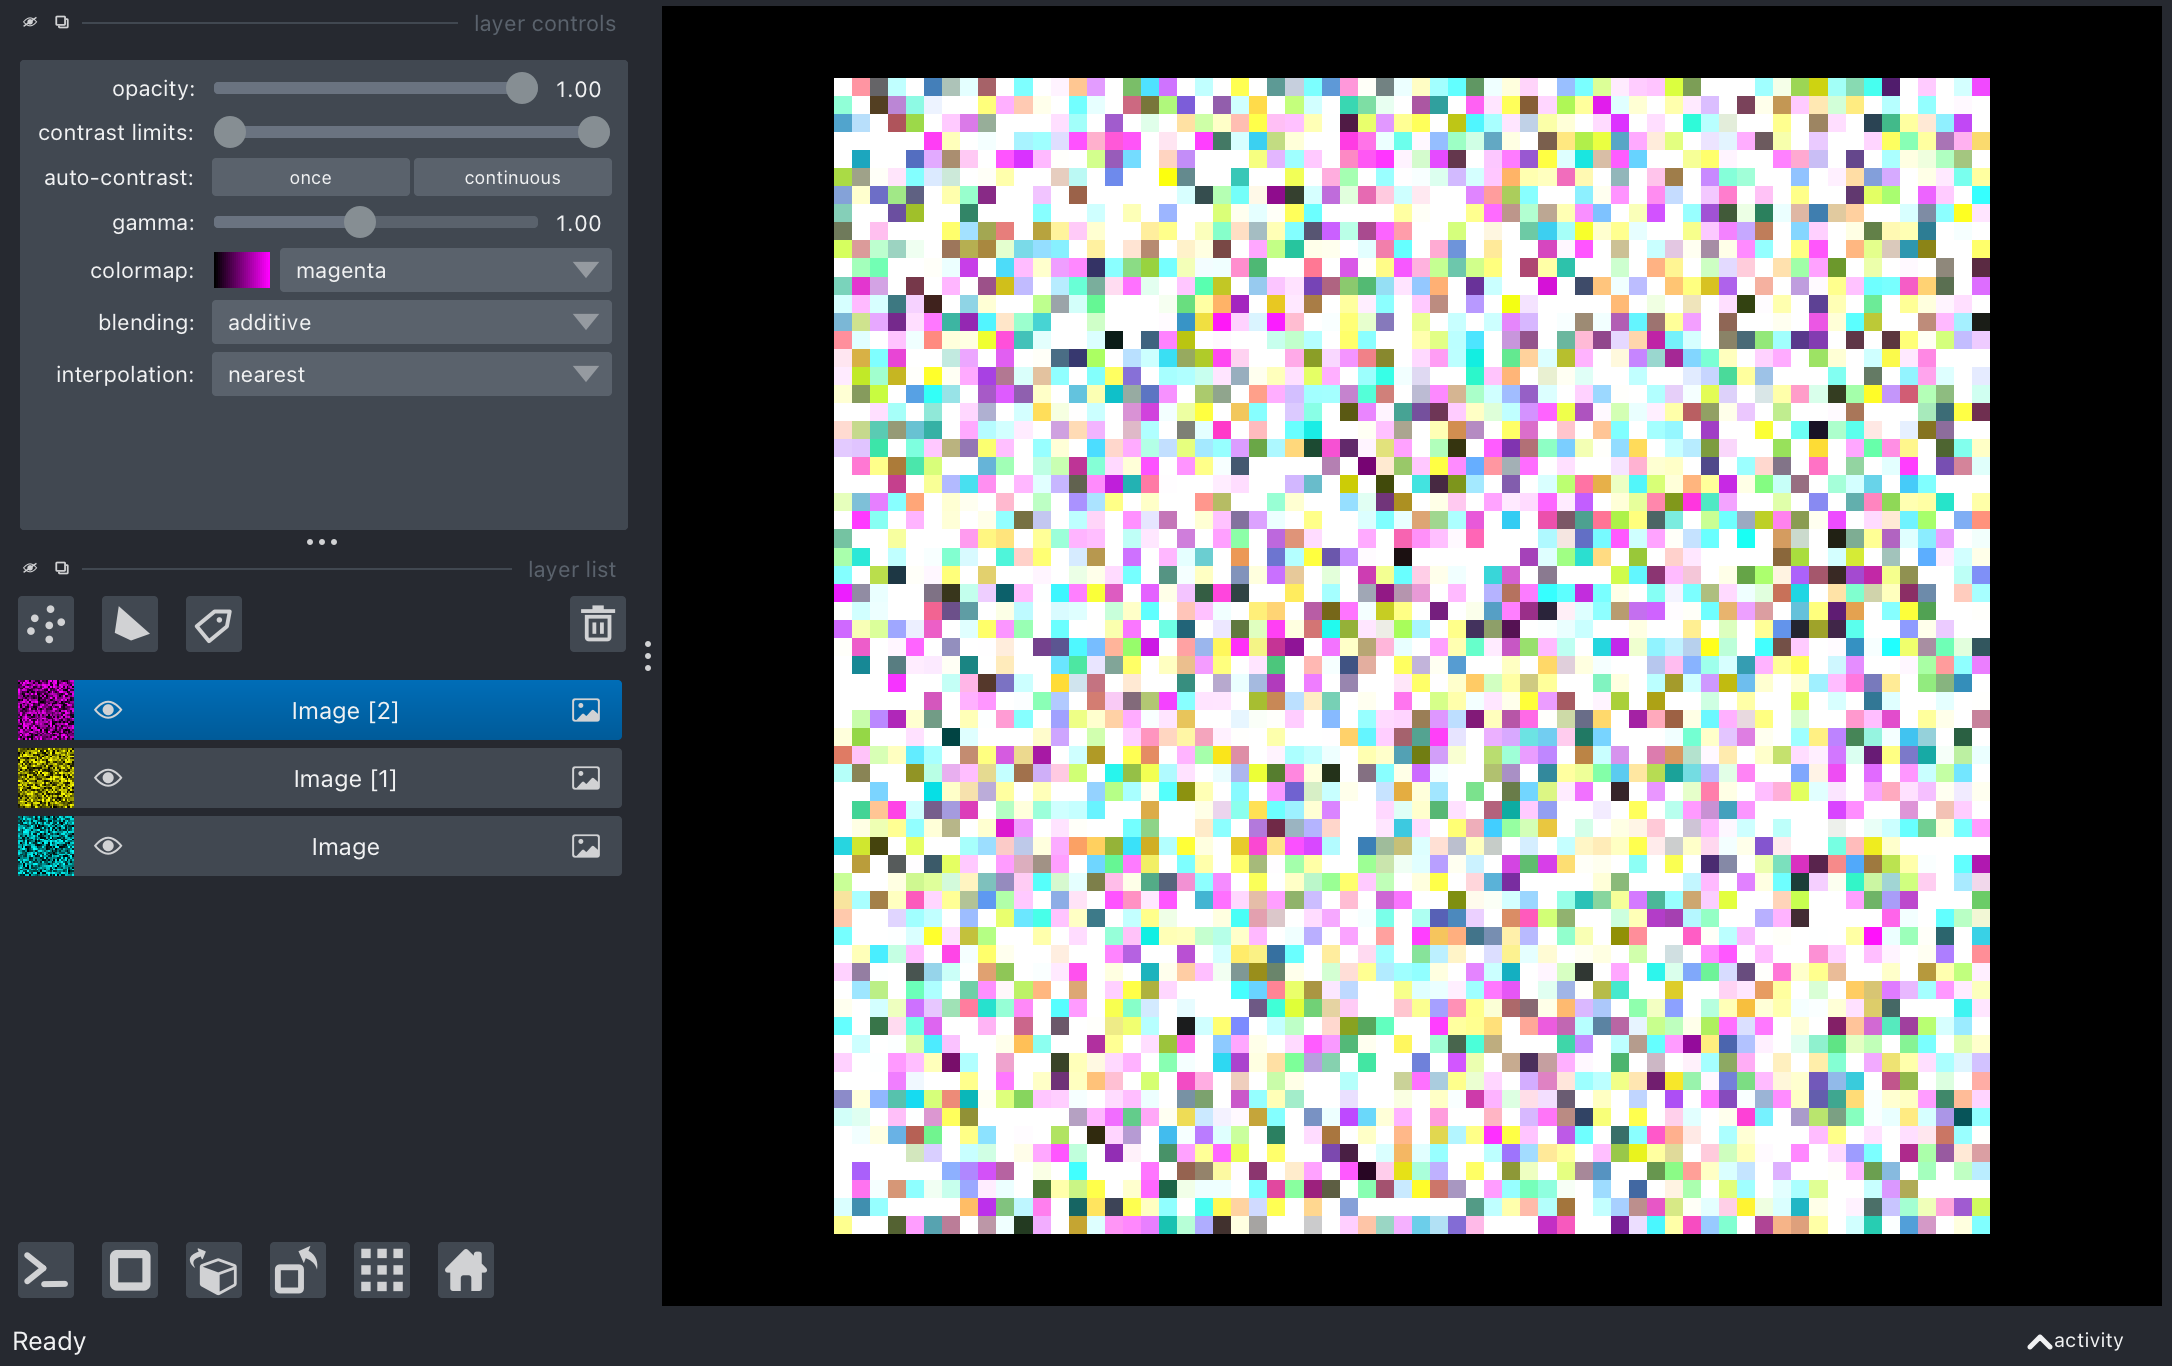 layer controls
opacity: 1.00
contrast limits:
auto-contrast: once continuous
gamma: 1.00
colormap: magenta
blending: additive
interpolation: nearest
layer list
Image [2]
Image [1]
Image
Ready
activity